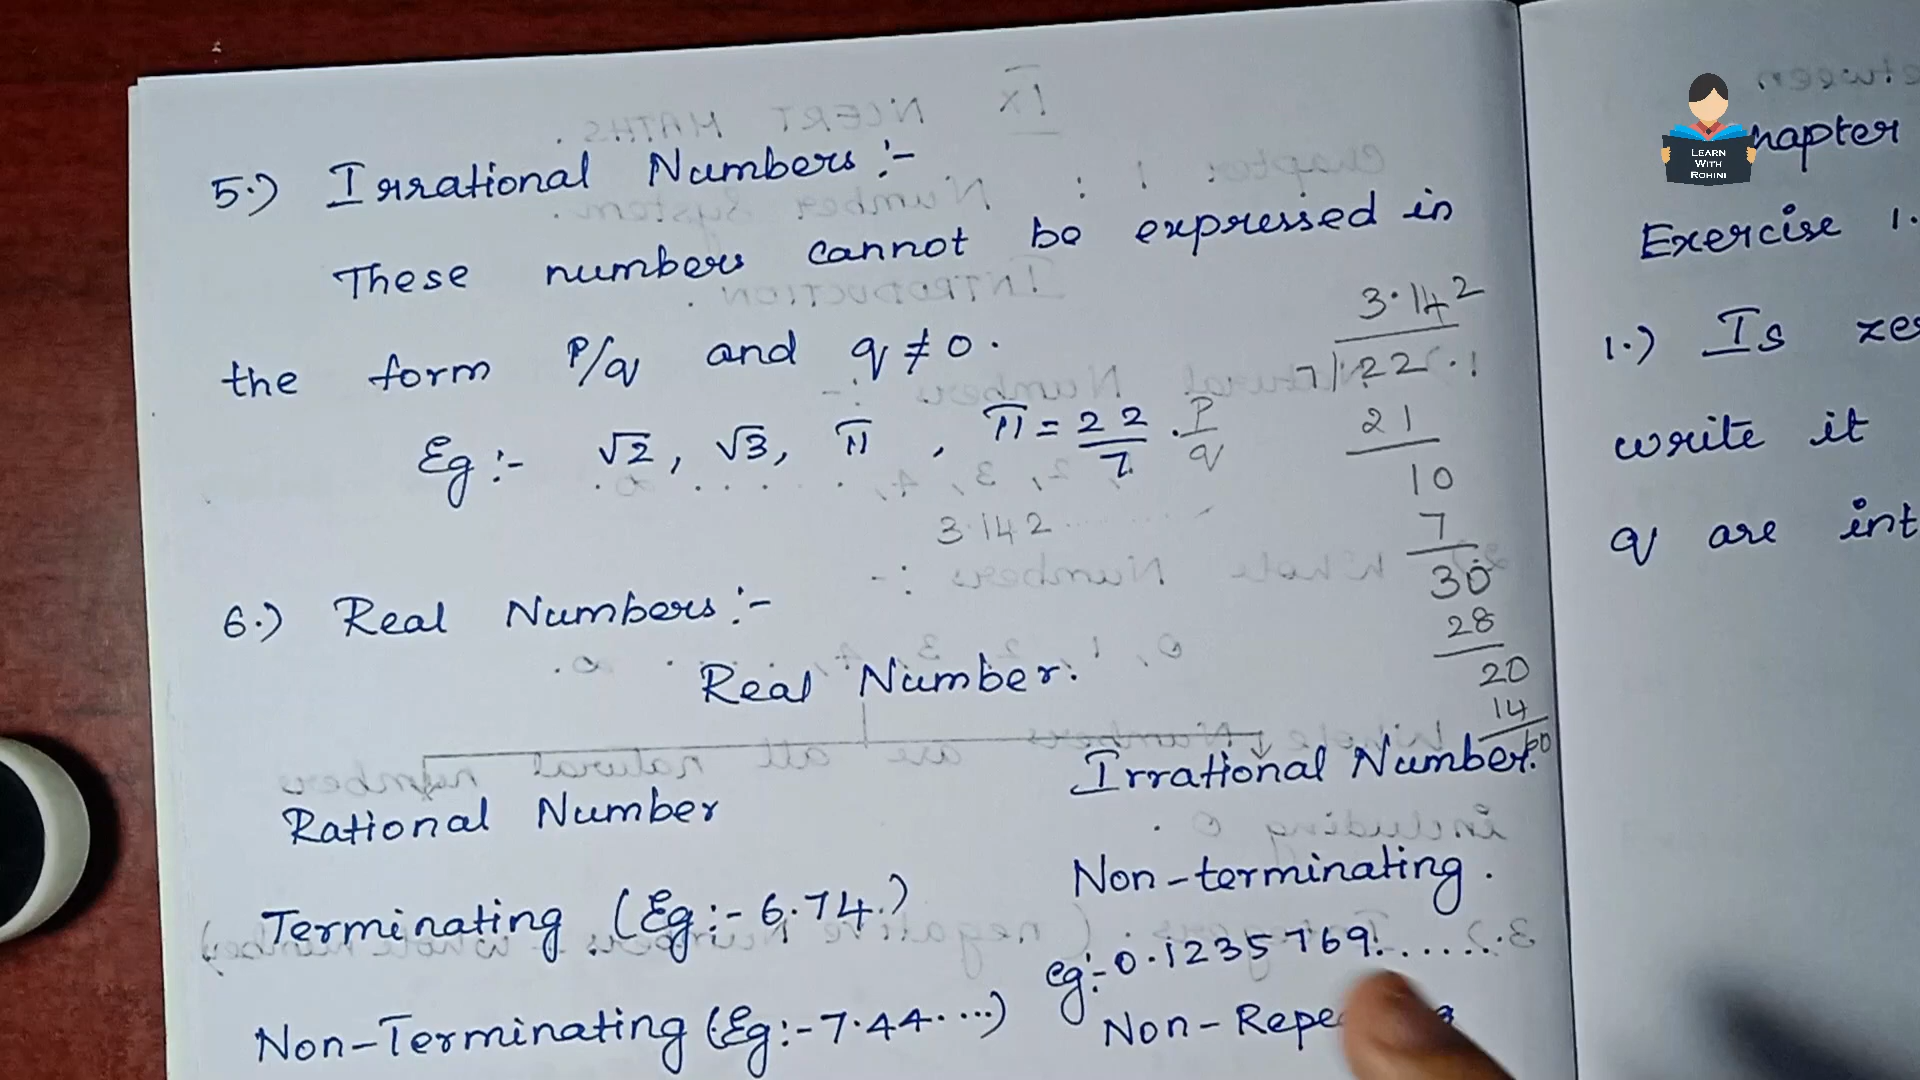 5.) Irrational Numbers :-
These numbers cannot be expressed in
the form P/q and q ≠ 0.
Eg :- √2, √3, π, π = 22/7 . P/q
3.142........
3.142
7)22.
21
10
7
30
28
20
14
60
6.) Real Numbers :-
Real Number.
Rational Number
Irrational Number.
Terminating (Eg:- 6.74.)
Non-terminating.
eg:- 0.1235769!.......
Non-Terminating (Eg:- 7.44....)
LEARN
WITH
ROHINI
Exercise 1.
1.) Is
write it
q are